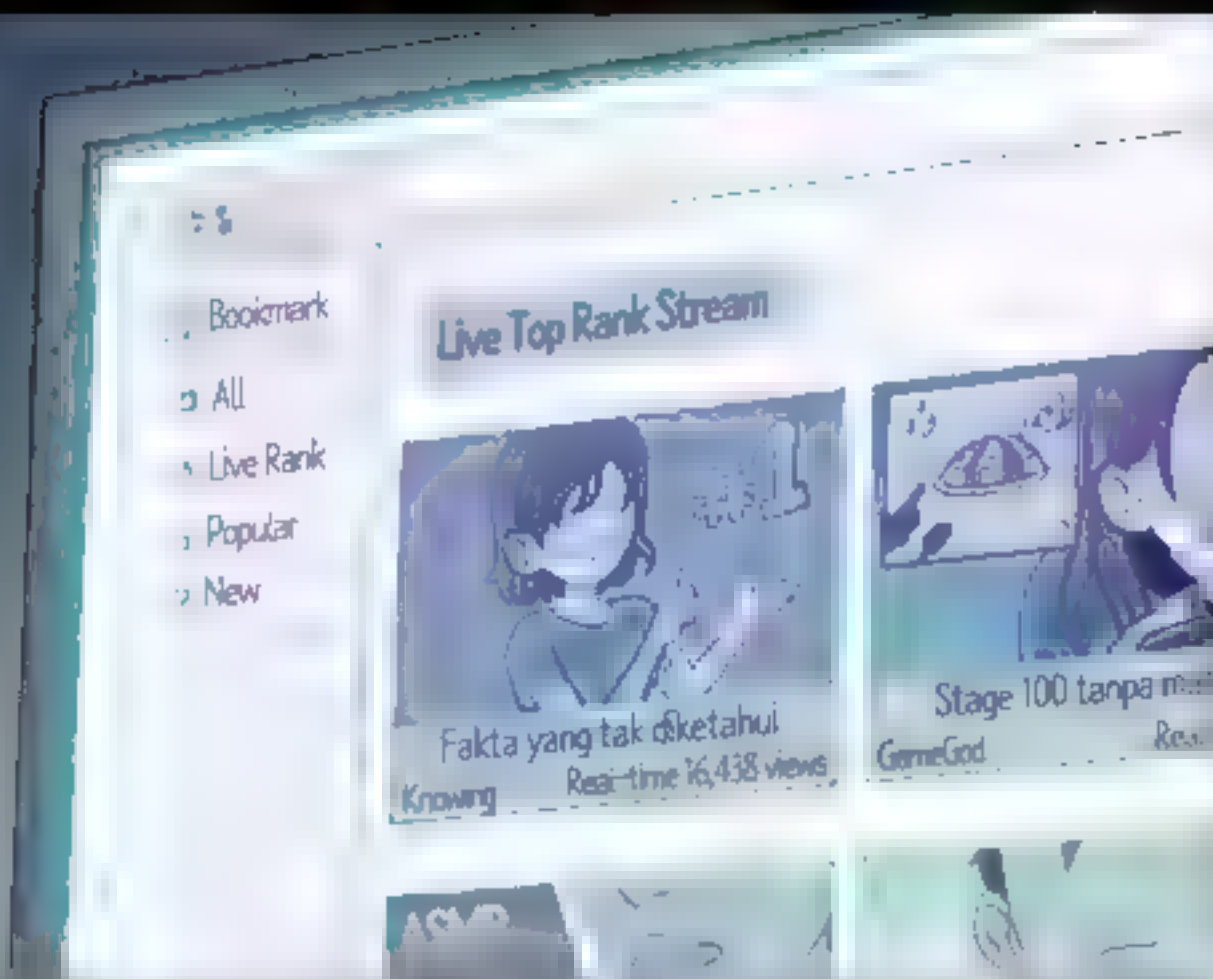 Bookmark
All
Live Rank
Popular
New
Live Top Rank Stream
Fakta yang tak diketahui
Real-time 16,438 views
Knowing
Stage 100 tanpa
GameGod
ASMR